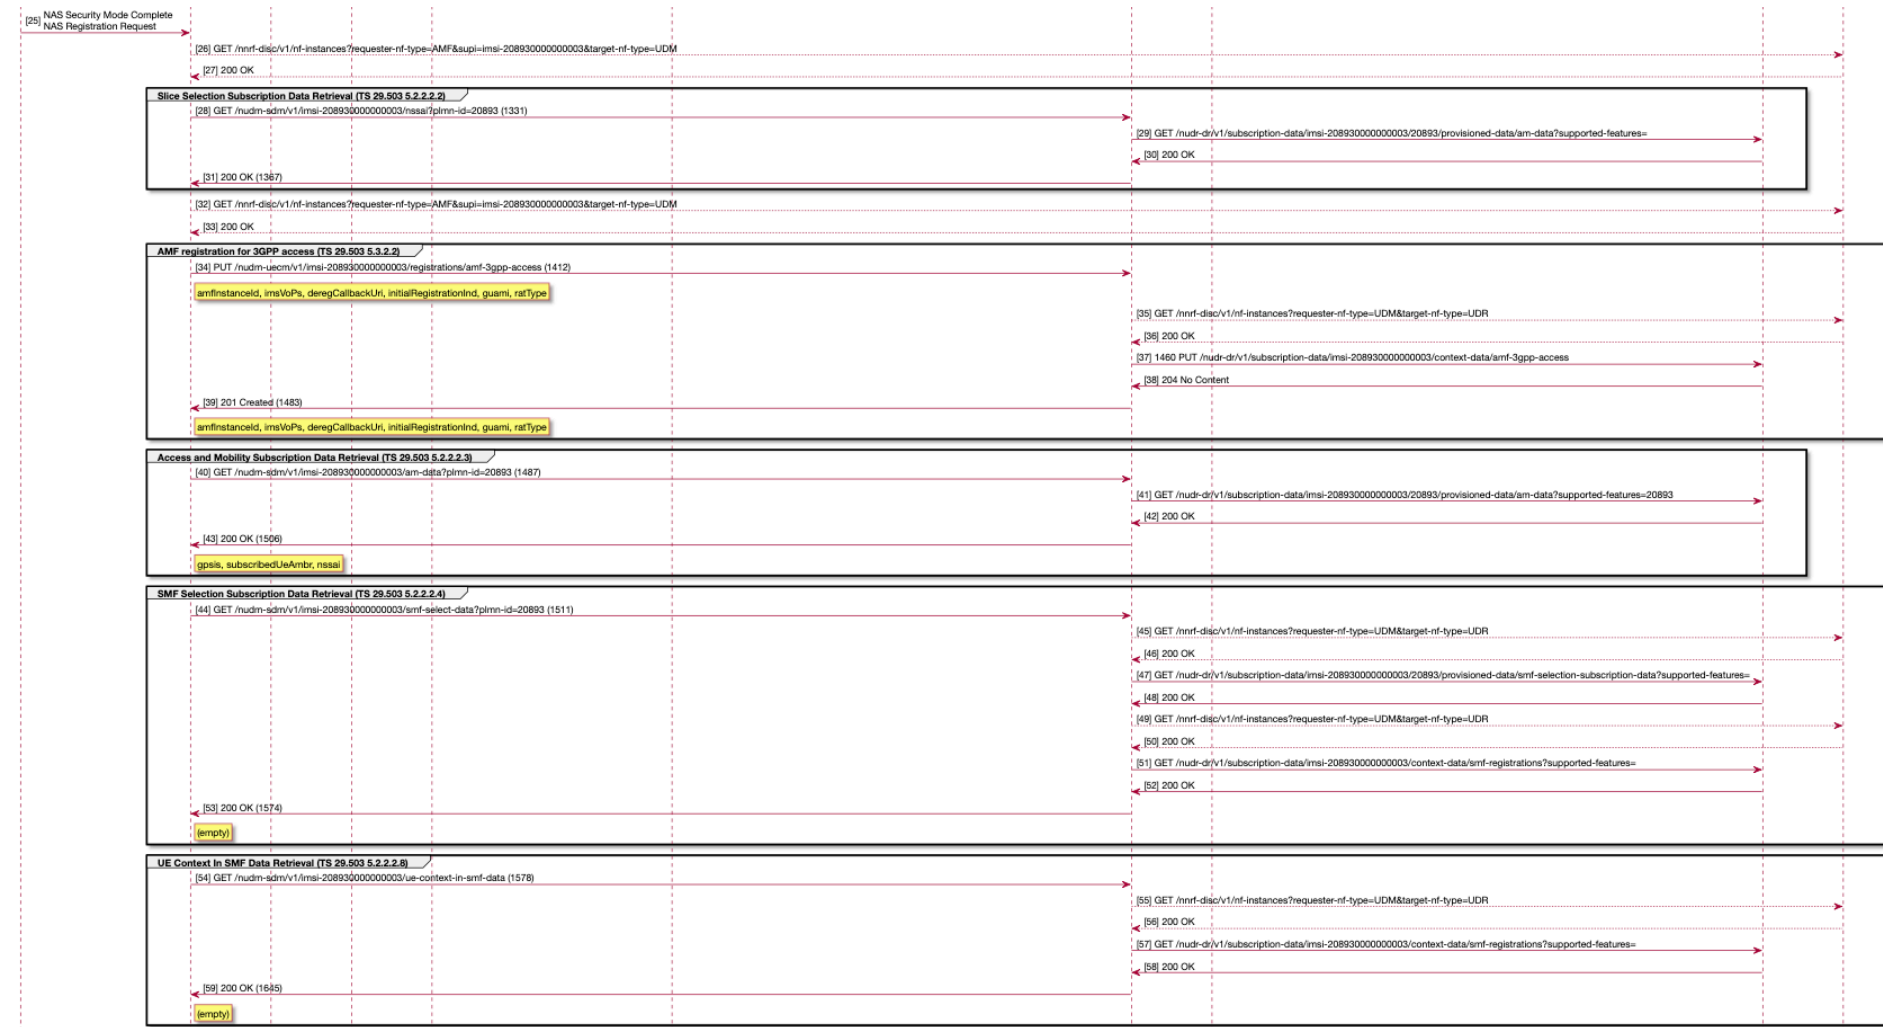 [25] NAS Security Mode Complete
NAS Registration Request
[26] GET /nnrf-disc/v1/nf-instances?requester-nf-type=AMF&supi=imsi-208930000000003&target-nf-type=UDM
[27] 200 OK
Slice Selection Subscription Data Retrieval (TS 29.503 5.2.2.2.2)
[28] GET /nudm-sdm/v1/imsi-208930000000003/nssai?plmn-id=20893 (1331)
[29] GET /nudr-dr/v1/subscription-data/imsi-208930000000003/20893/provisioned-data/am-data?supported-features=
[30] 200 OK
[31] 200 OK (1367)
[32] GET /nnrf-disc/v1/nf-instances?requester-nf-type=AMF&supi=imsi-208930000000003&target-nf-type=UDM
[33] 200 OK
AMF registration for 3GPP access (TS 29.503 5.3.2.2)
[34] PUT /nudm-uecm/v1/imsi-208930000000003/registrations/amf-3gpp-access (1412)
amfInstanceId, imsVoPs, deregCallbackUri, initialRegistrationInd, guami, ratType
[35] GET /nnrf-disc/v1/nf-instances?requester-nf-type=UDM&target-nf-type=UDR
[36] 200 OK
[37] 1460 PUT /nudr-dr/v1/subscription-data/imsi-208930000000003/context-data/amf-3gpp-access
[38] 204 No Content
[39] 201 Created (1483)
amfInstanceId, imsVoPs, deregCallbackUri, initialRegistrationInd, guami, ratType
Access and Mobility Subscription Data Retrieval (TS 29.503 5.2.2.2.3)
[40] GET /nudm-sdm/v1/imsi-208930000000003/am-data?plmn-id=20893 (1487)
[41] GET /nudr-dr/v1/subscription-data/imsi-208930000000003/20893/provisioned-data/am-data?supported-features=20893
[42] 200 OK
[43] 200 OK (1506)
gpsis, subscribedUeAmbr, nssai
SMF Selection Subscription Data Retrieval (TS 29.503 5.2.2.2.4)
[44] GET /nudm-sdm/v1/imsi-208930000000003/smf-select-data?plmn-id=20893 (1511)
[45] GET /nnrf-disc/v1/nf-instances?requester-nf-type=UDM&target-nf-type=UDR
[46] 200 OK
[47] GET /nudr-dr/v1/subscription-data/imsi-208930000000003/20893/provisioned-data/smf-selection-subscription-data?supported-features=
[48] 200 OK
[49] GET /nnrf-disc/v1/nf-instances?requester-nf-type=UDM&target-nf-type=UDR
[50] 200 OK
[51] GET /nudr-dr/v1/subscription-data/imsi-208930000000003/context-data/smf-registrations?supported-features=
[52] 200 OK
[53] 200 OK (1574)
(empty)
UE Context In SMF Data Retrieval (TS 29.503 5.2.2.2.8)
[54] GET /nudm-sdm/v1/imsi-208930000000003/ue-context-in-smf-data (1578)
[55] GET /nnrf-disc/v1/nf-instances?requester-nf-type=UDM&target-nf-type=UDR
[56] 200 OK
[57] GET /nudr-dr/v1/subscription-data/imsi-208930000000003/context-data/smf-registrations?supported-features=
[58] 200 OK
[59] 200 OK (1645)
(empty)